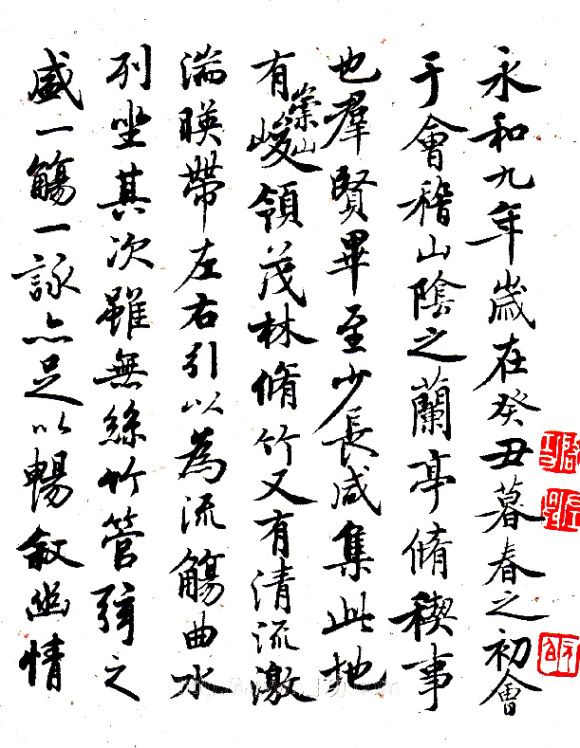 永和九年歲在癸丑暮春之初會
于會稽山陰之蘭亭脩稧事
也羣賢畢至少長咸集此地
有崇山峻領茂林脩竹又有清流激
湍暎帶左右引以為流觴曲水
列坐其次雖無絲竹管弦之
盛一觴一詠亦足以暢敘幽情